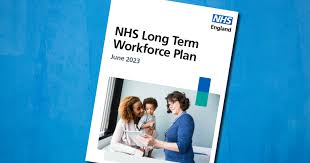 NHS
England
NHS Long Term
Workforce Plan
June 2023